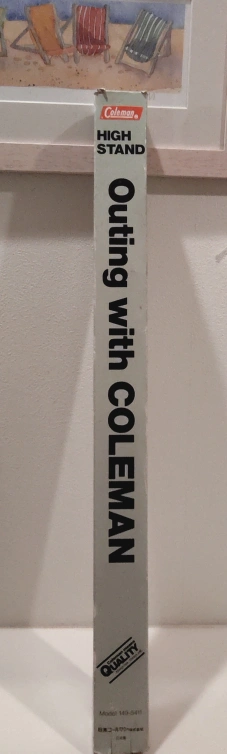 Coleman
HIGH
STAND
Outing with COLEMAN
QUALITY